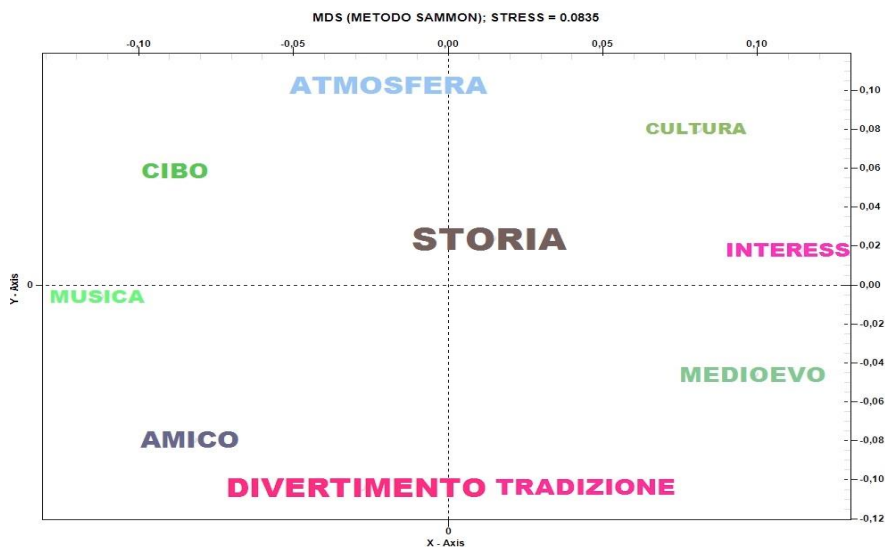 MDS (METODO SAMMON); STRESS = 0.0835
-0,10 -0,05 0,00 0,05 0,10
ATMOSFERA
0,10
CULTURA
0,08
CIBO
0,06
0,04
STORIA
INTERESS
0,02
Y - Axis
0
0,00
MUSICA
-0,02
MEDIOEVO
-0,04
-0,06
AMICO
-0,08
DIVERTIMENTO TRADIZIONE
-0,10
-0,12
0
X - Axis